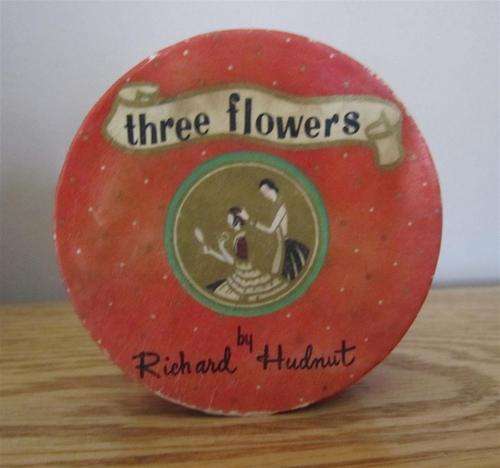 three flowers
by
Richard Hudnut